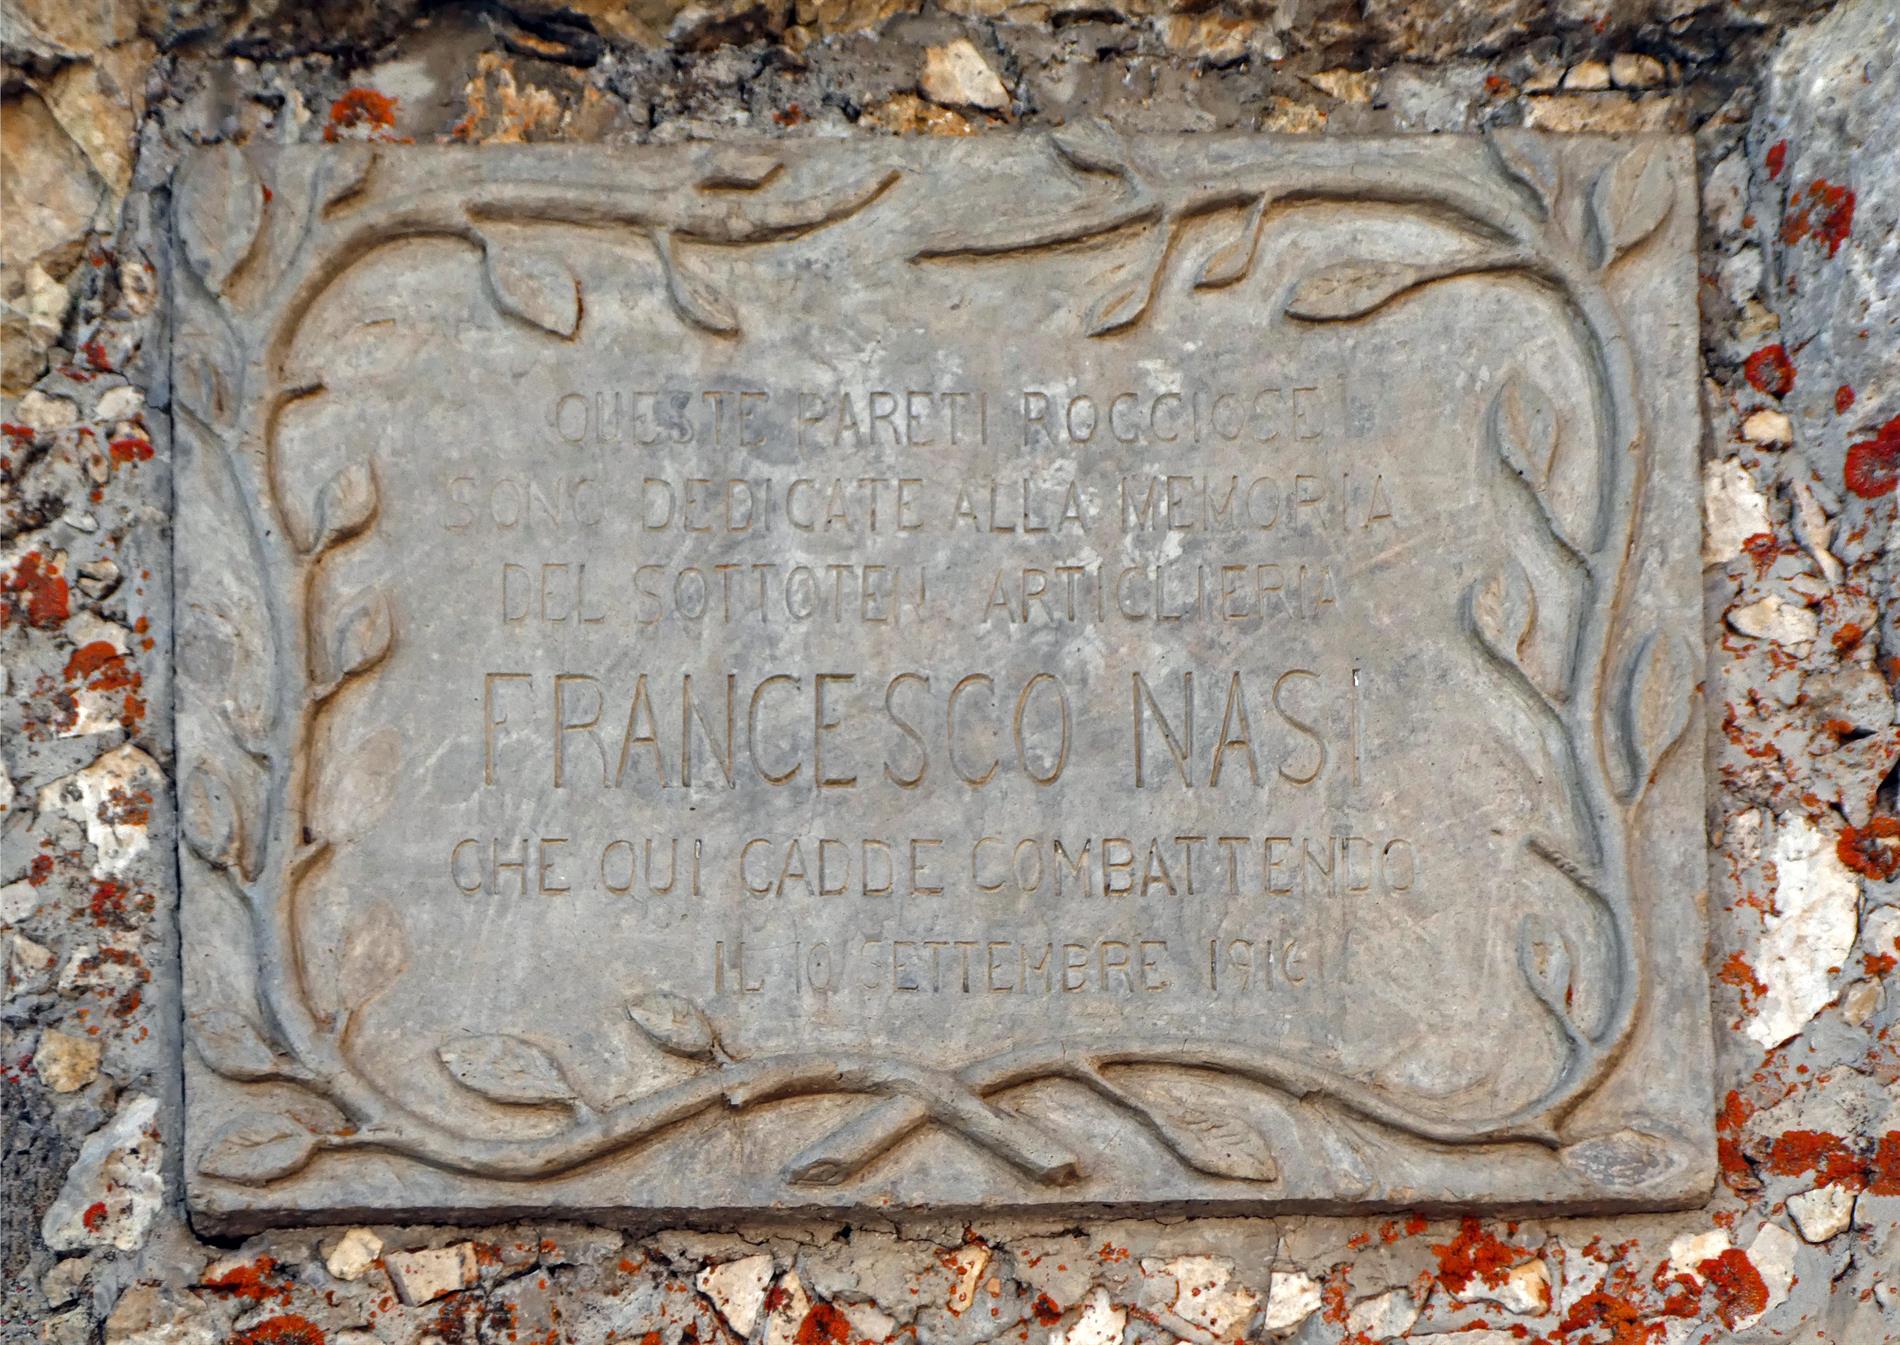 QUESTE PARETI ROCCIOSE
SONO DEDICATE ALLA MEMORIA
DEL SOTTOTEN. ARTIGLIERIA
FRANCESCO NASI
CHE QUI CADDE COMBATTENDO
IL 10 SETTEMBRE 1916